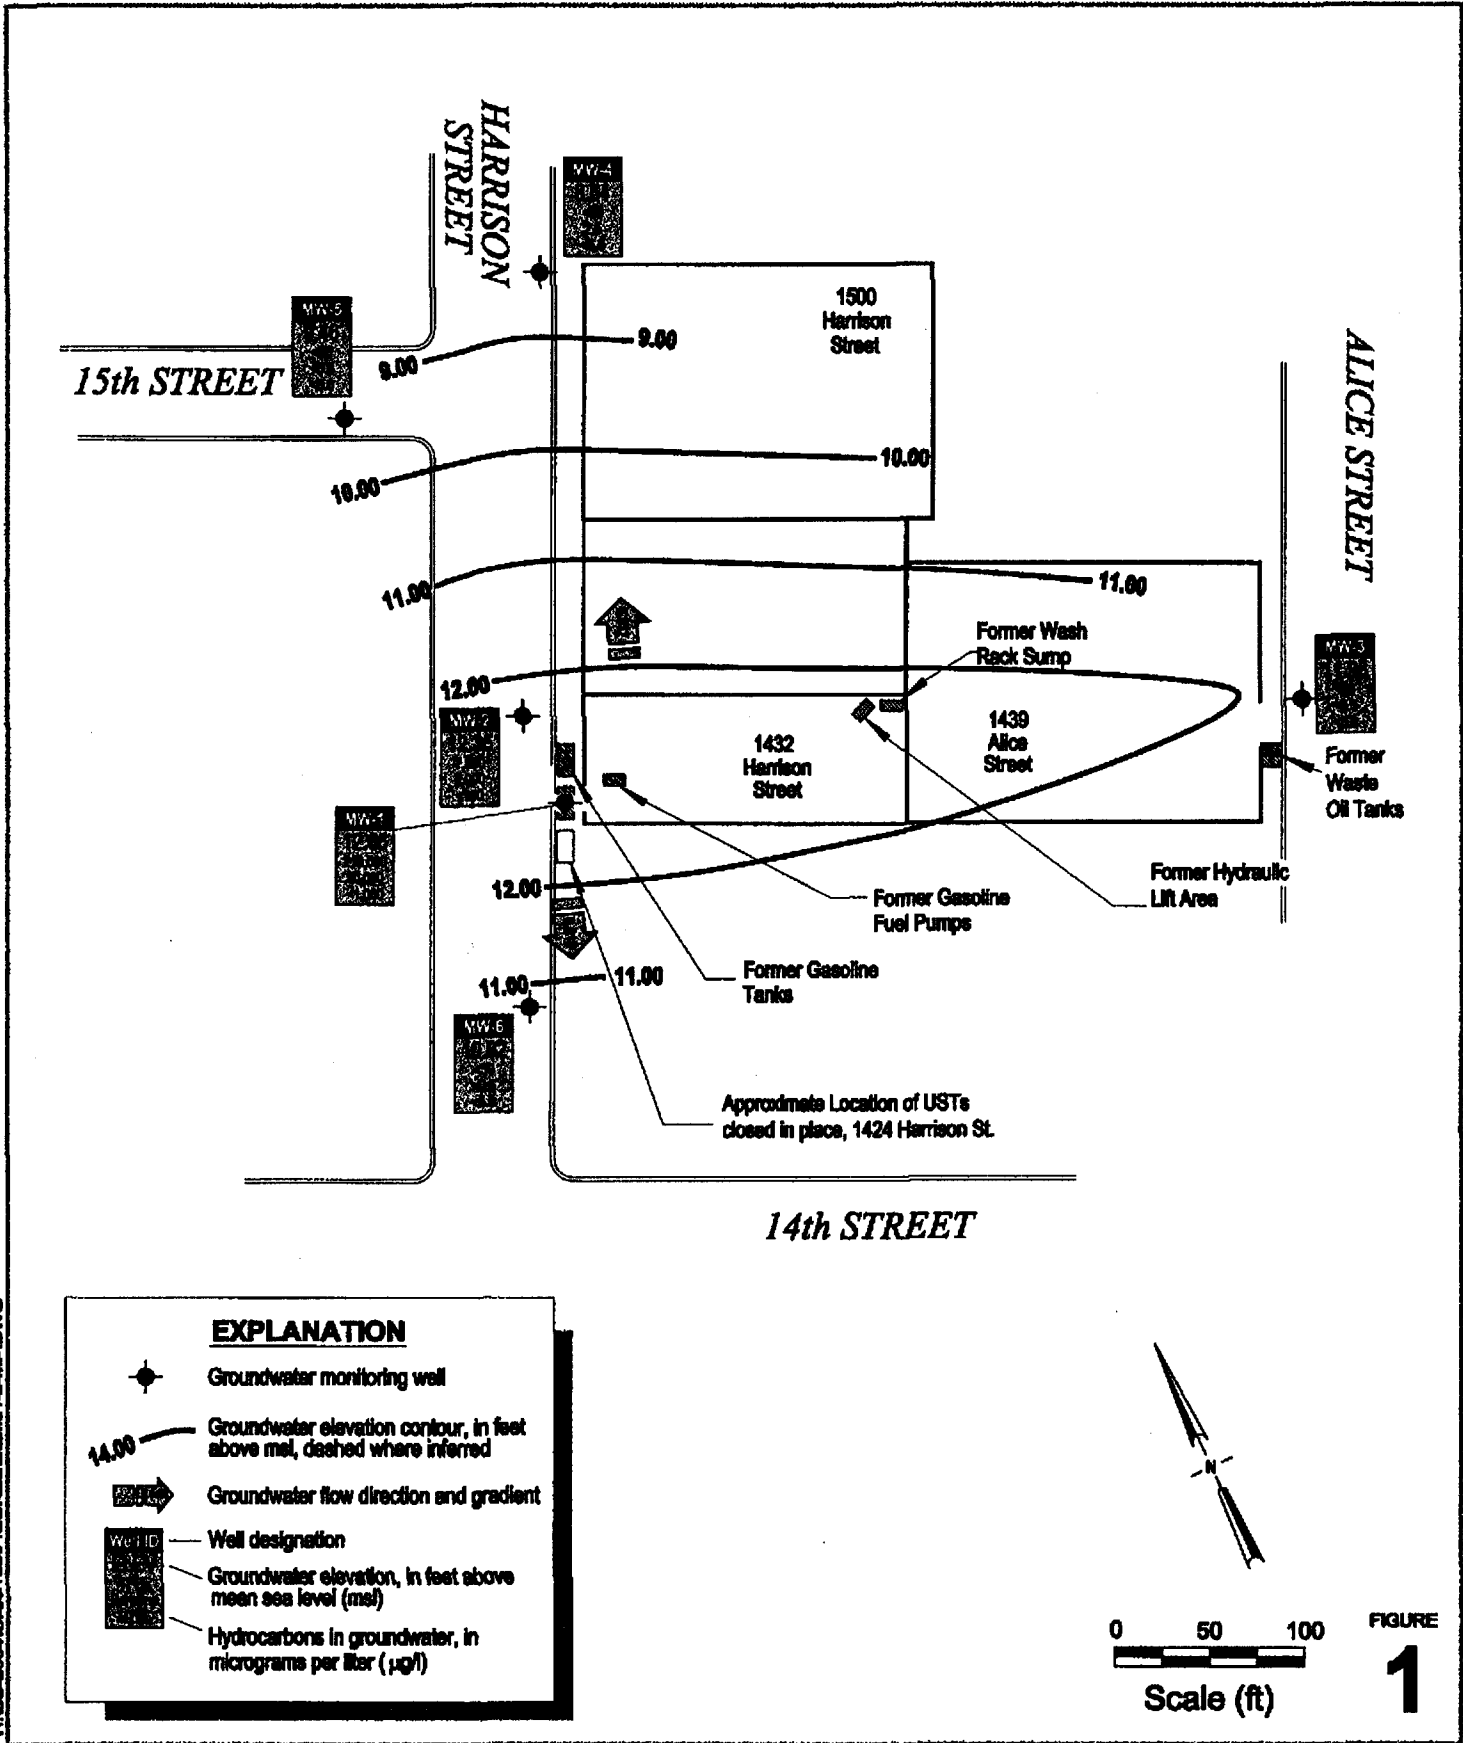 HARRISON
STREET
MW-4
1500
Harrison
Street
MW-5
9.00
9.00
15th STREET
ALICE STREET
10.00
10.00
11.00
11.00
Former Wash
Rack Sump
MW-3
12.00
MW-2
1439
Alice
Street
1432
Harrison
Street
Former
Waste
Oil Tanks
MW-1
12.00
Former Hydraulic
Lift Area
Former Gasoline
Fuel Pumps
Former Gasoline
Tanks
11.00
11.00
MW-6
Approximate Location of USTs
closed in place, 1424 Harrison St.
14th STREET
EXPLANATION
Groundwater monitoring well
14.00
Groundwater elevation contour, in feet
above msl, dashed where inferred
Groundwater flow direction and gradient
Well ID
Well designation
Groundwater elevation, in feet above
mean sea level (msl)
Hydrocarbons in groundwater, in
micrograms per liter ( µg/l)
N
0 50 100
Scale (ft)
FIGURE
1